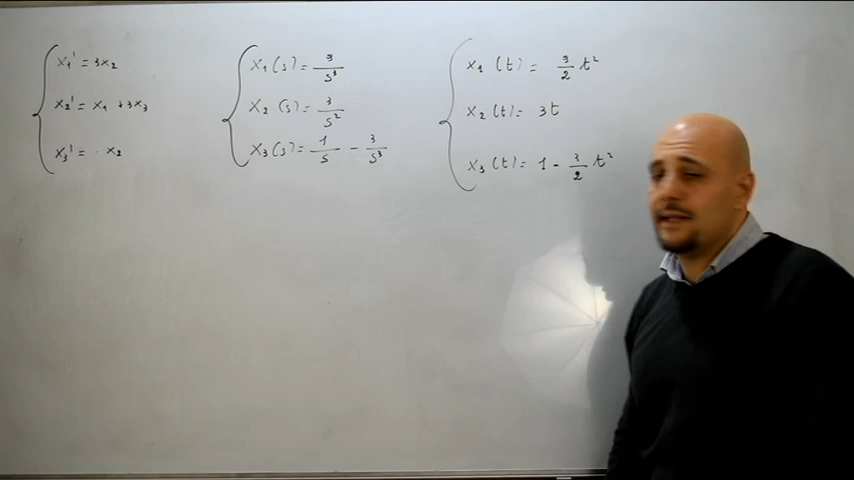 x₁' = 3x₂
x₂' = x₁ + 3x₃
x₃' = - x₂
X₁(s) = 3/s³
X₂(s) = 3/s²
X₃(s) = 1/s - 3/s³
x₁(t) = 3/2 t²
x₂(t) = 3t
x₃(t) = 1 - 3/2 t²